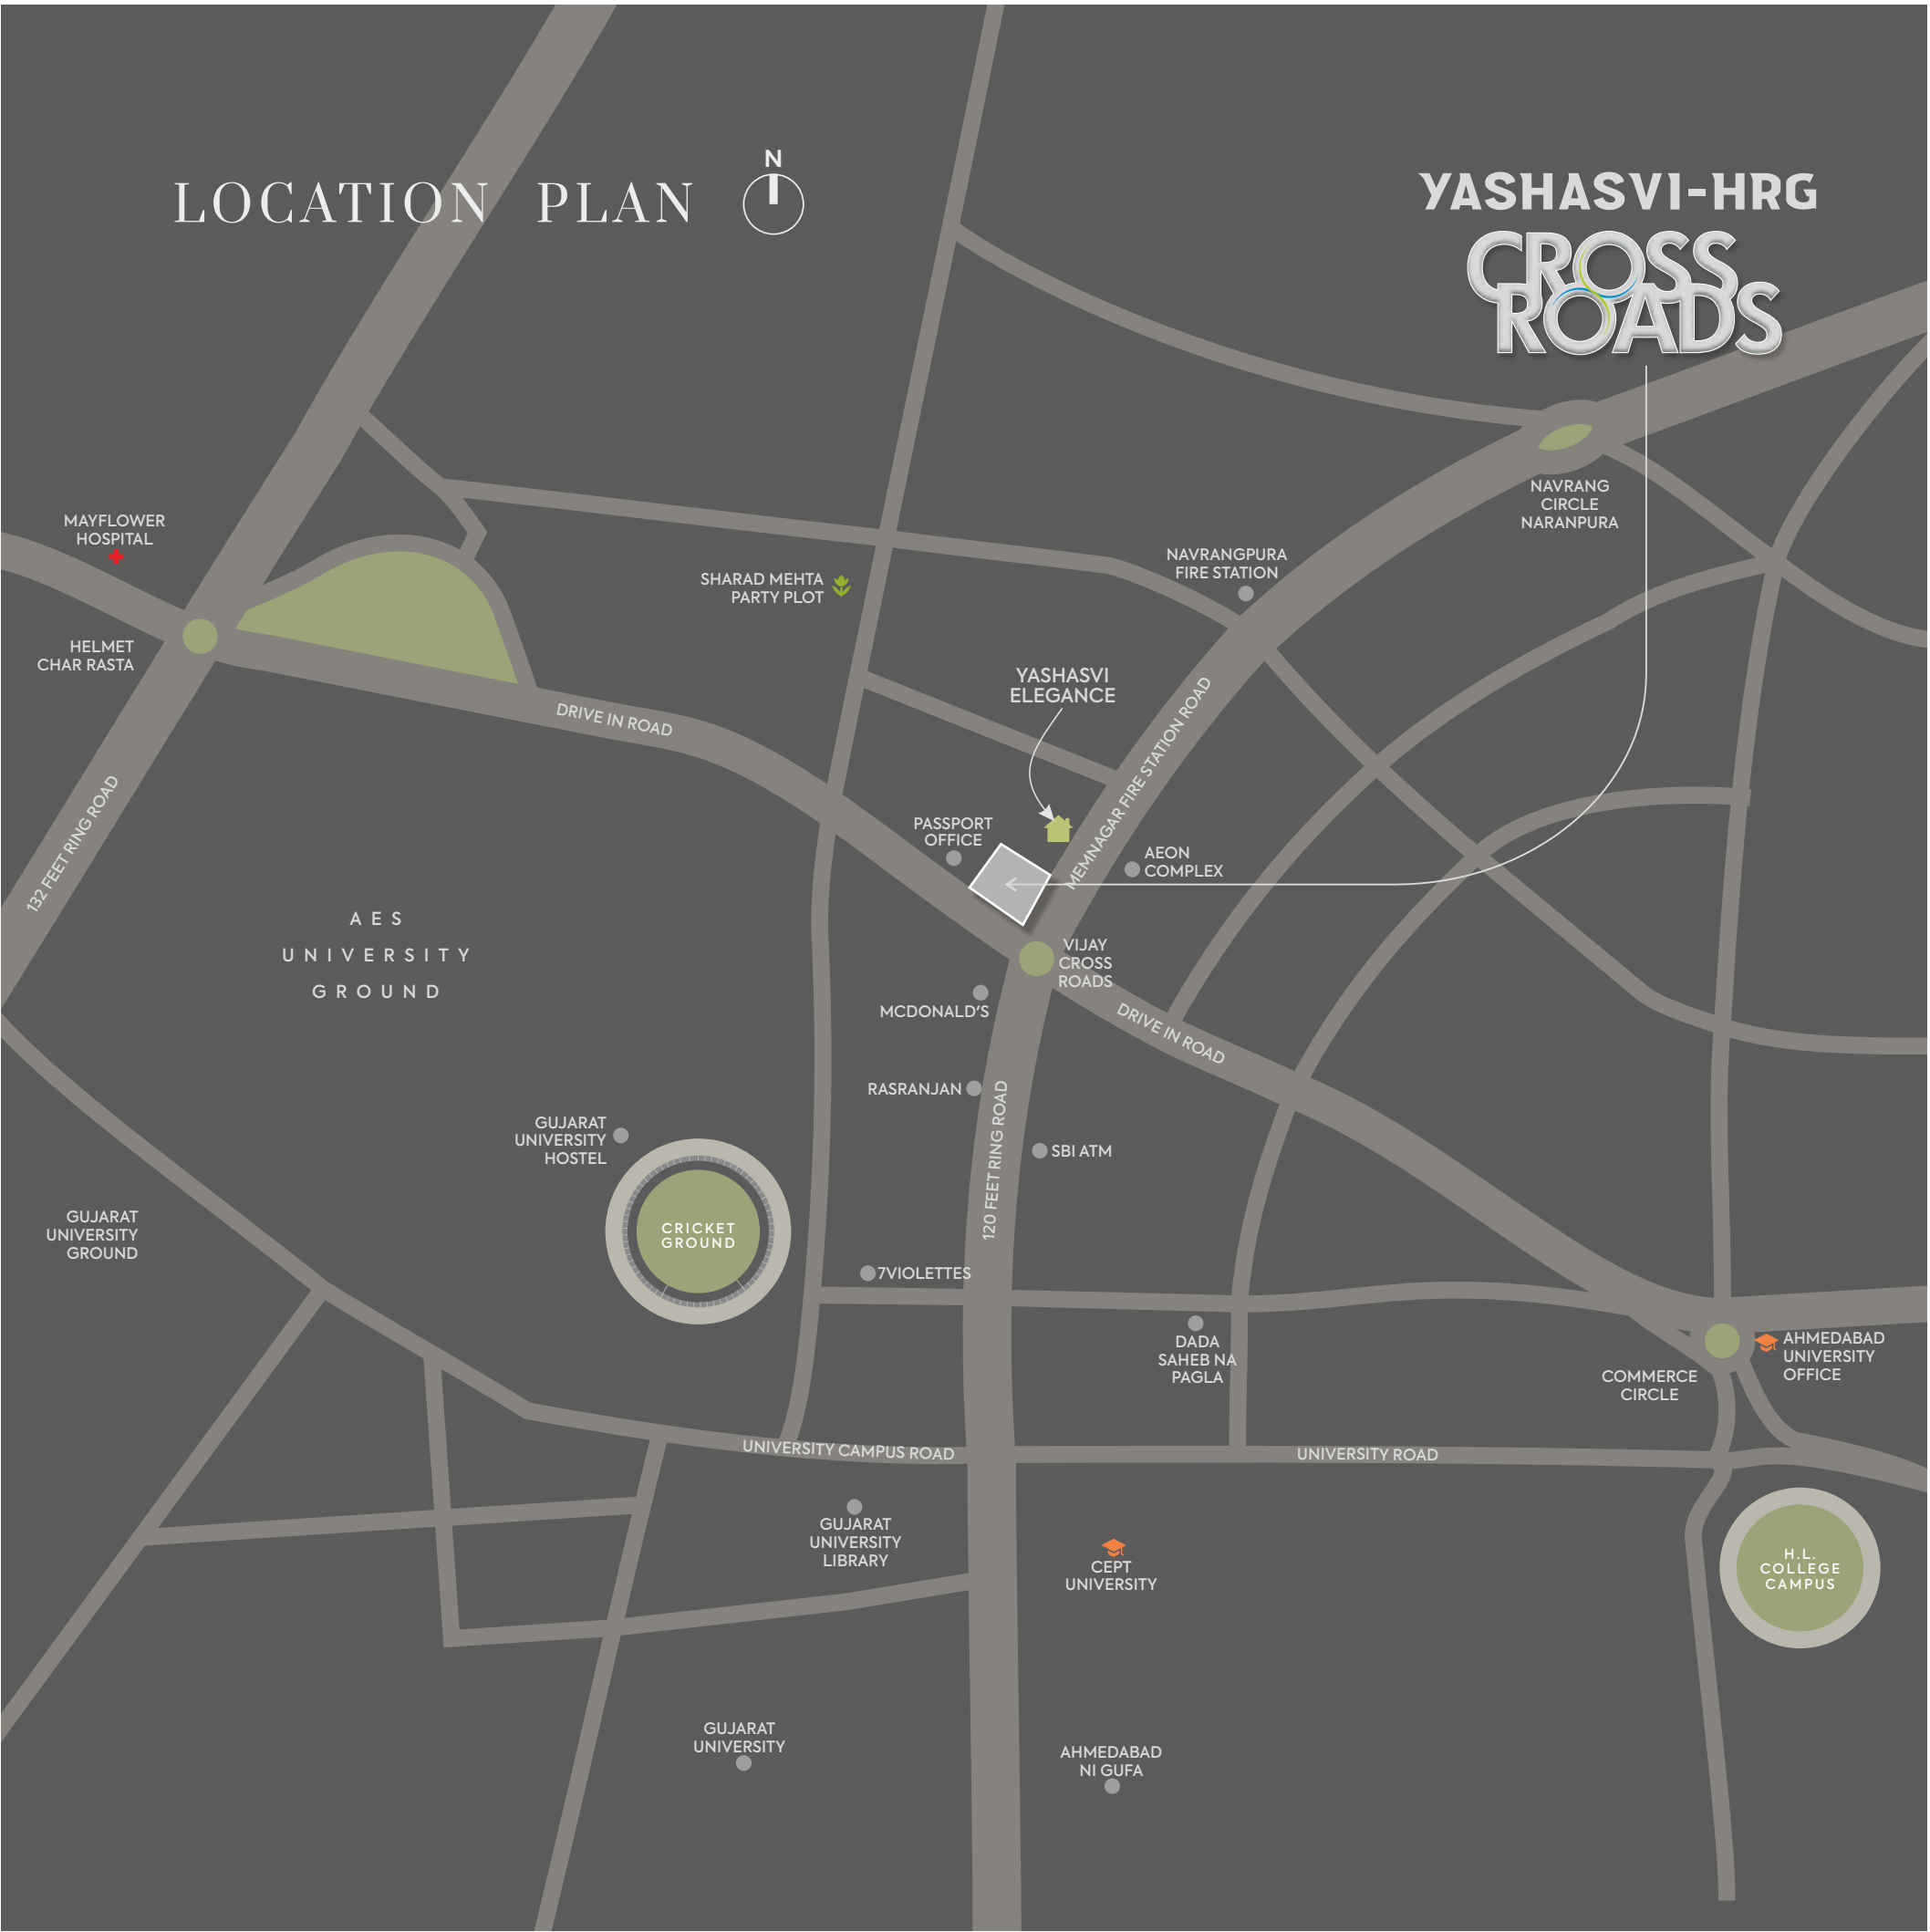 N
LOCATION PLAN
YASHASVI-HRG
CROSS
ROADS
NAVRANG
CIRCLE
NARANPURA
MAYFLOWER
HOSPITAL
HELMET
CHAR RASTA
SHARAD MEHTA
PARTY PLOT
NAVRANGPURA
FIRE STATION
YASHASVI
ELEGANCE
DRIVE IN ROAD
MEMNAGAR FIRE STATION ROAD
132 FEET RING ROAD
PASSPORT
OFFICE
AEON
COMPLEX
AES
UNIVERSITY
GROUND
VIJAY
CROSS
ROADS
MCDONALD'S
DRIVE IN ROAD
RASRANJAN
120 FEET RING ROAD
SBI ATM
GUJARAT
UNIVERSITY
HOSTEL
CRICKET
GROUND
GUJARAT
UNIVERSITY
GROUND
7VIOLETTES
DADA
SAHEB NA
PAGLA
COMMERCE
CIRCLE
AHMEDABAD
UNIVERSITY
OFFICE
UNIVERSITY CAMPUS ROAD
UNIVERSITY ROAD
GUJARAT
UNIVERSITY
LIBRARY
CEPT
UNIVERSITY
H.L.
COLLEGE
CAMPUS
GUJARAT
UNIVERSITY
AHMEDABAD
NI GUFA